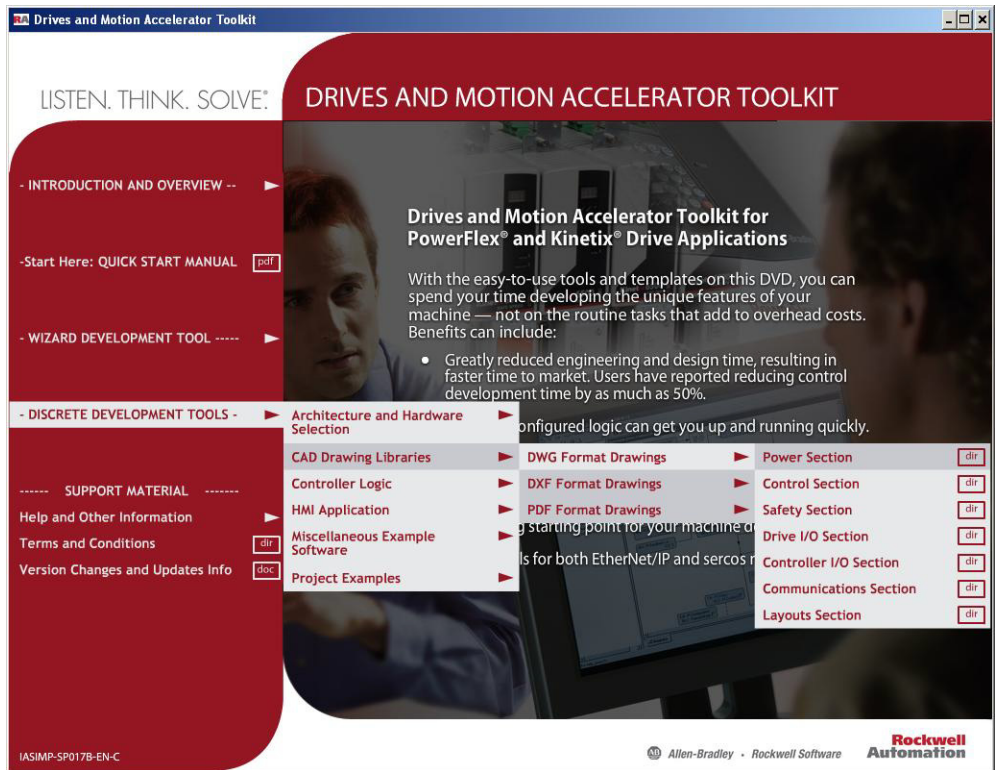 RA Drives and Motion Accelerator Toolkit
LISTEN. THINK. SOLVE.®
DRIVES AND MOTION ACCELERATOR TOOLKIT
- INTRODUCTION AND OVERVIEW --
-Start Here: QUICK START MANUAL pdf
- WIZARD DEVELOPMENT TOOL -----
- DISCRETE DEVELOPMENT TOOLS -
------ SUPPORT MATERIAL -------
Help and Other Information
Terms and Conditions dir
Version Changes and Updates Info doc
Drives and Motion Accelerator Toolkit for
PowerFlex® and Kinetix® Drive Applications
With the easy-to-use tools and templates on this DVD, you can
spend your time developing the unique features of your
machine — not on the routine tasks that add to overhead costs.
Benefits can include:
• Greatly reduced engineering and design time, resulting in
faster time to market. Users have reported reducing control
development time by as much as 50%.
onfigured logic can get you up and running quickly.
g starting point for your machine d
ls for both EtherNet/IP and sercos
Architecture and Hardware
Selection
CAD Drawing Libraries
Controller Logic
HMI Application
Miscellaneous Example
Software
Project Examples
DWG Format Drawings
DXF Format Drawings
PDF Format Drawings
Power Section dir
Control Section dir
Safety Section dir
Drive I/O Section dir
Controller I/O Section dir
Communications Section dir
Layouts Section dir
IASIMP-SP017B-EN-C
AB Allen-Bradley • Rockwell Software
Rockwell
Automation